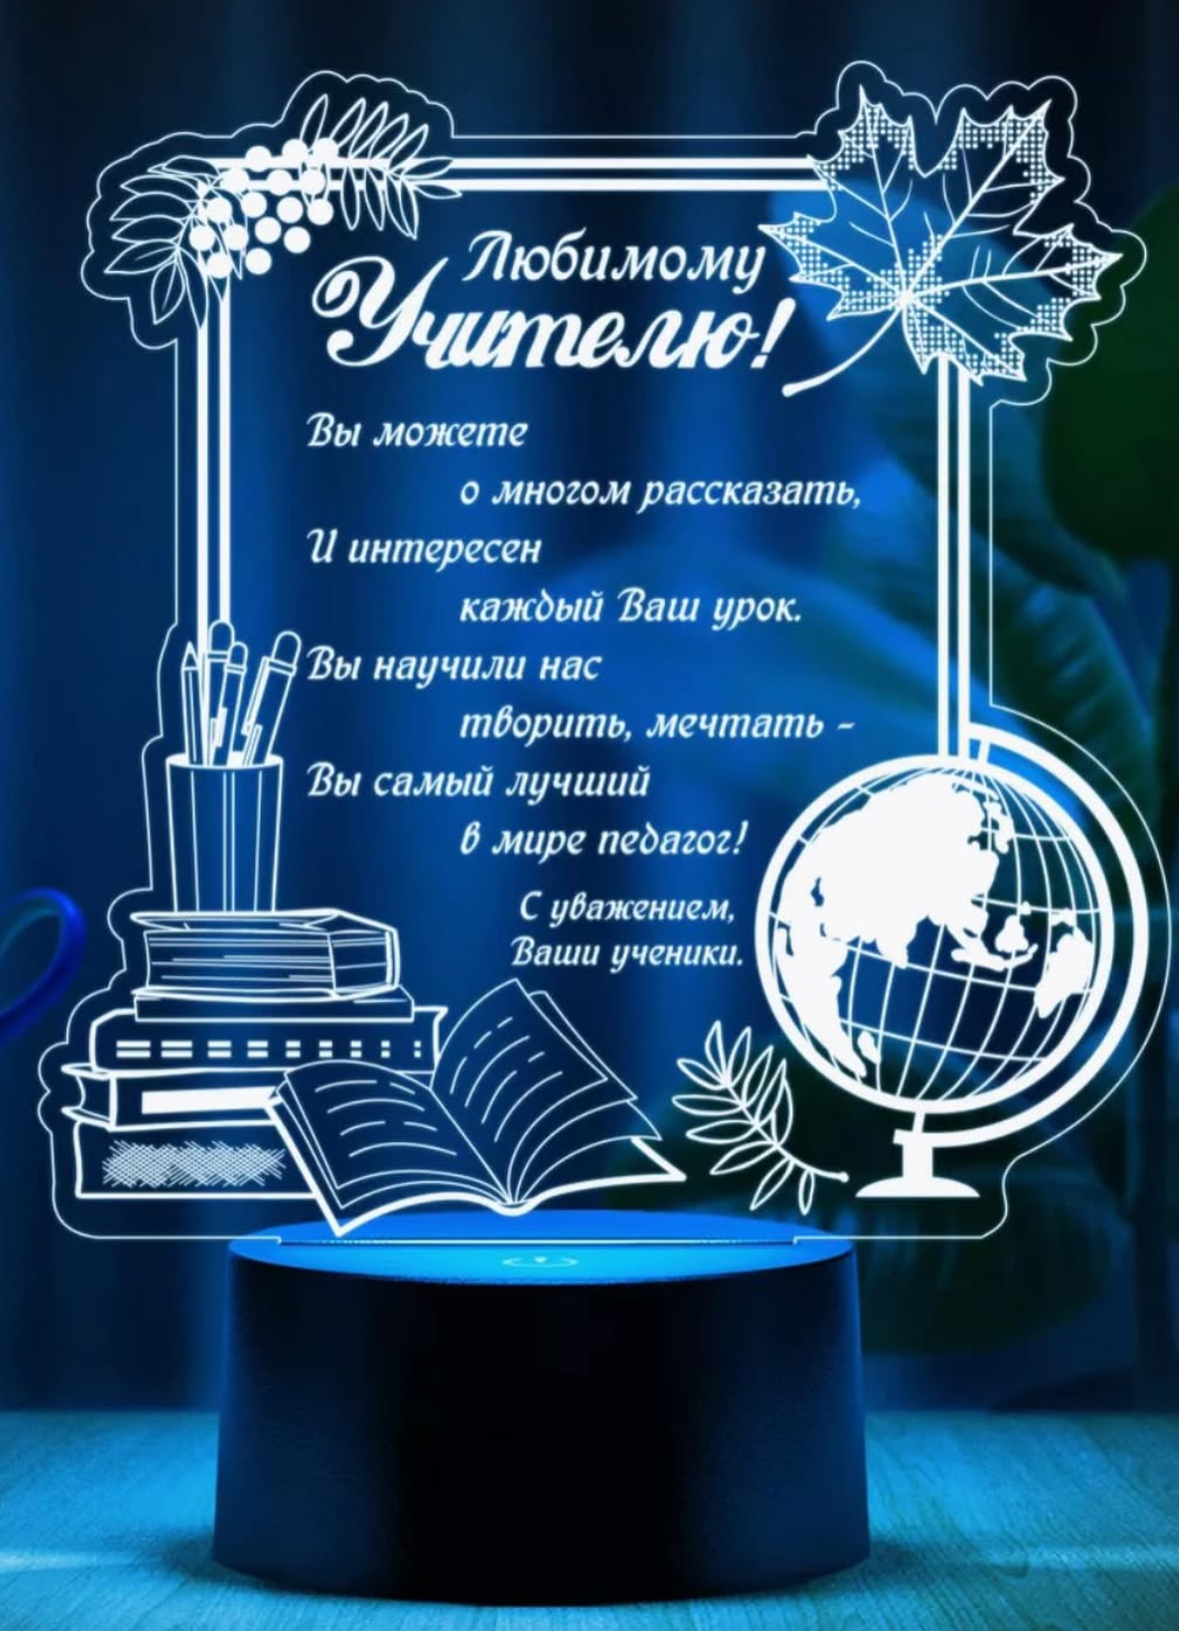 Любимому
Учителю!
Вы можете
о многом рассказать,
И интересен
каждый Ваш урок.
Вы научили нас
творить, мечтать -
Вы самый лучший
в мире педагог!
С уважением,
Ваши ученики.